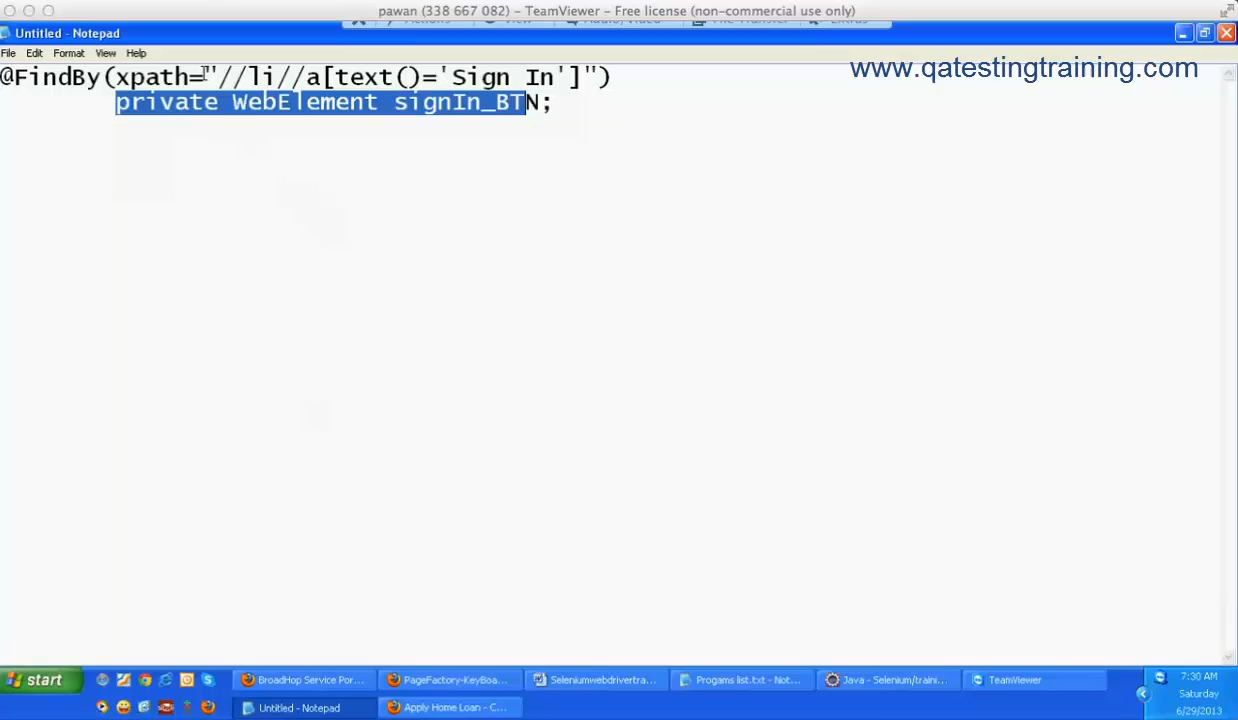 pawan (338 667 082) – TeamViewer – Free license (non-commercial use only)
Untitled - Notepad
File Edit Format View Help
www.qatestingtraining.com
@FindBy(xpath="//li//a[text()='Sign In']")
private WebElement signIn_BTN;
start
BroadHop Service Por...
PageFactory-KeyBoa...
Seleniumwebdrivertra...
Progams list.txt - Not...
Java - Selenium/traini...
TeamViewer
7:30 AM
Untitled - Notepad
Apply Home Loan - C...
Saturday
6/29/2013